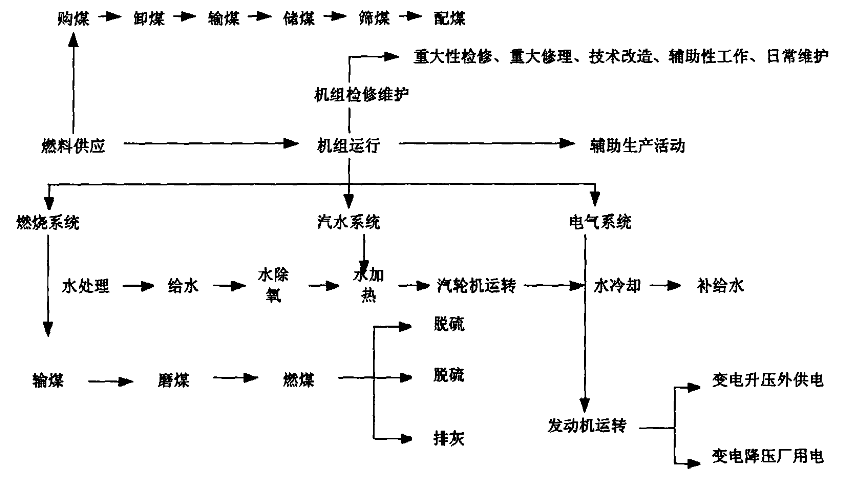 购煤 卸煤 输煤 储煤 筛煤 配煤
重大性检修、重大修理、技术改造、辅助性工作、日常维护
机组检修维护
燃料供应 机组运行 辅助生产活动
燃烧系统 汽水系统 电气系统
水处理 给水 水除氧 水加热 汽轮机运转 水冷却 补给水
脱硫
输煤 磨煤 燃煤 脱硫 变电升压外供电
发动机运转
排灰
变电降压厂用电